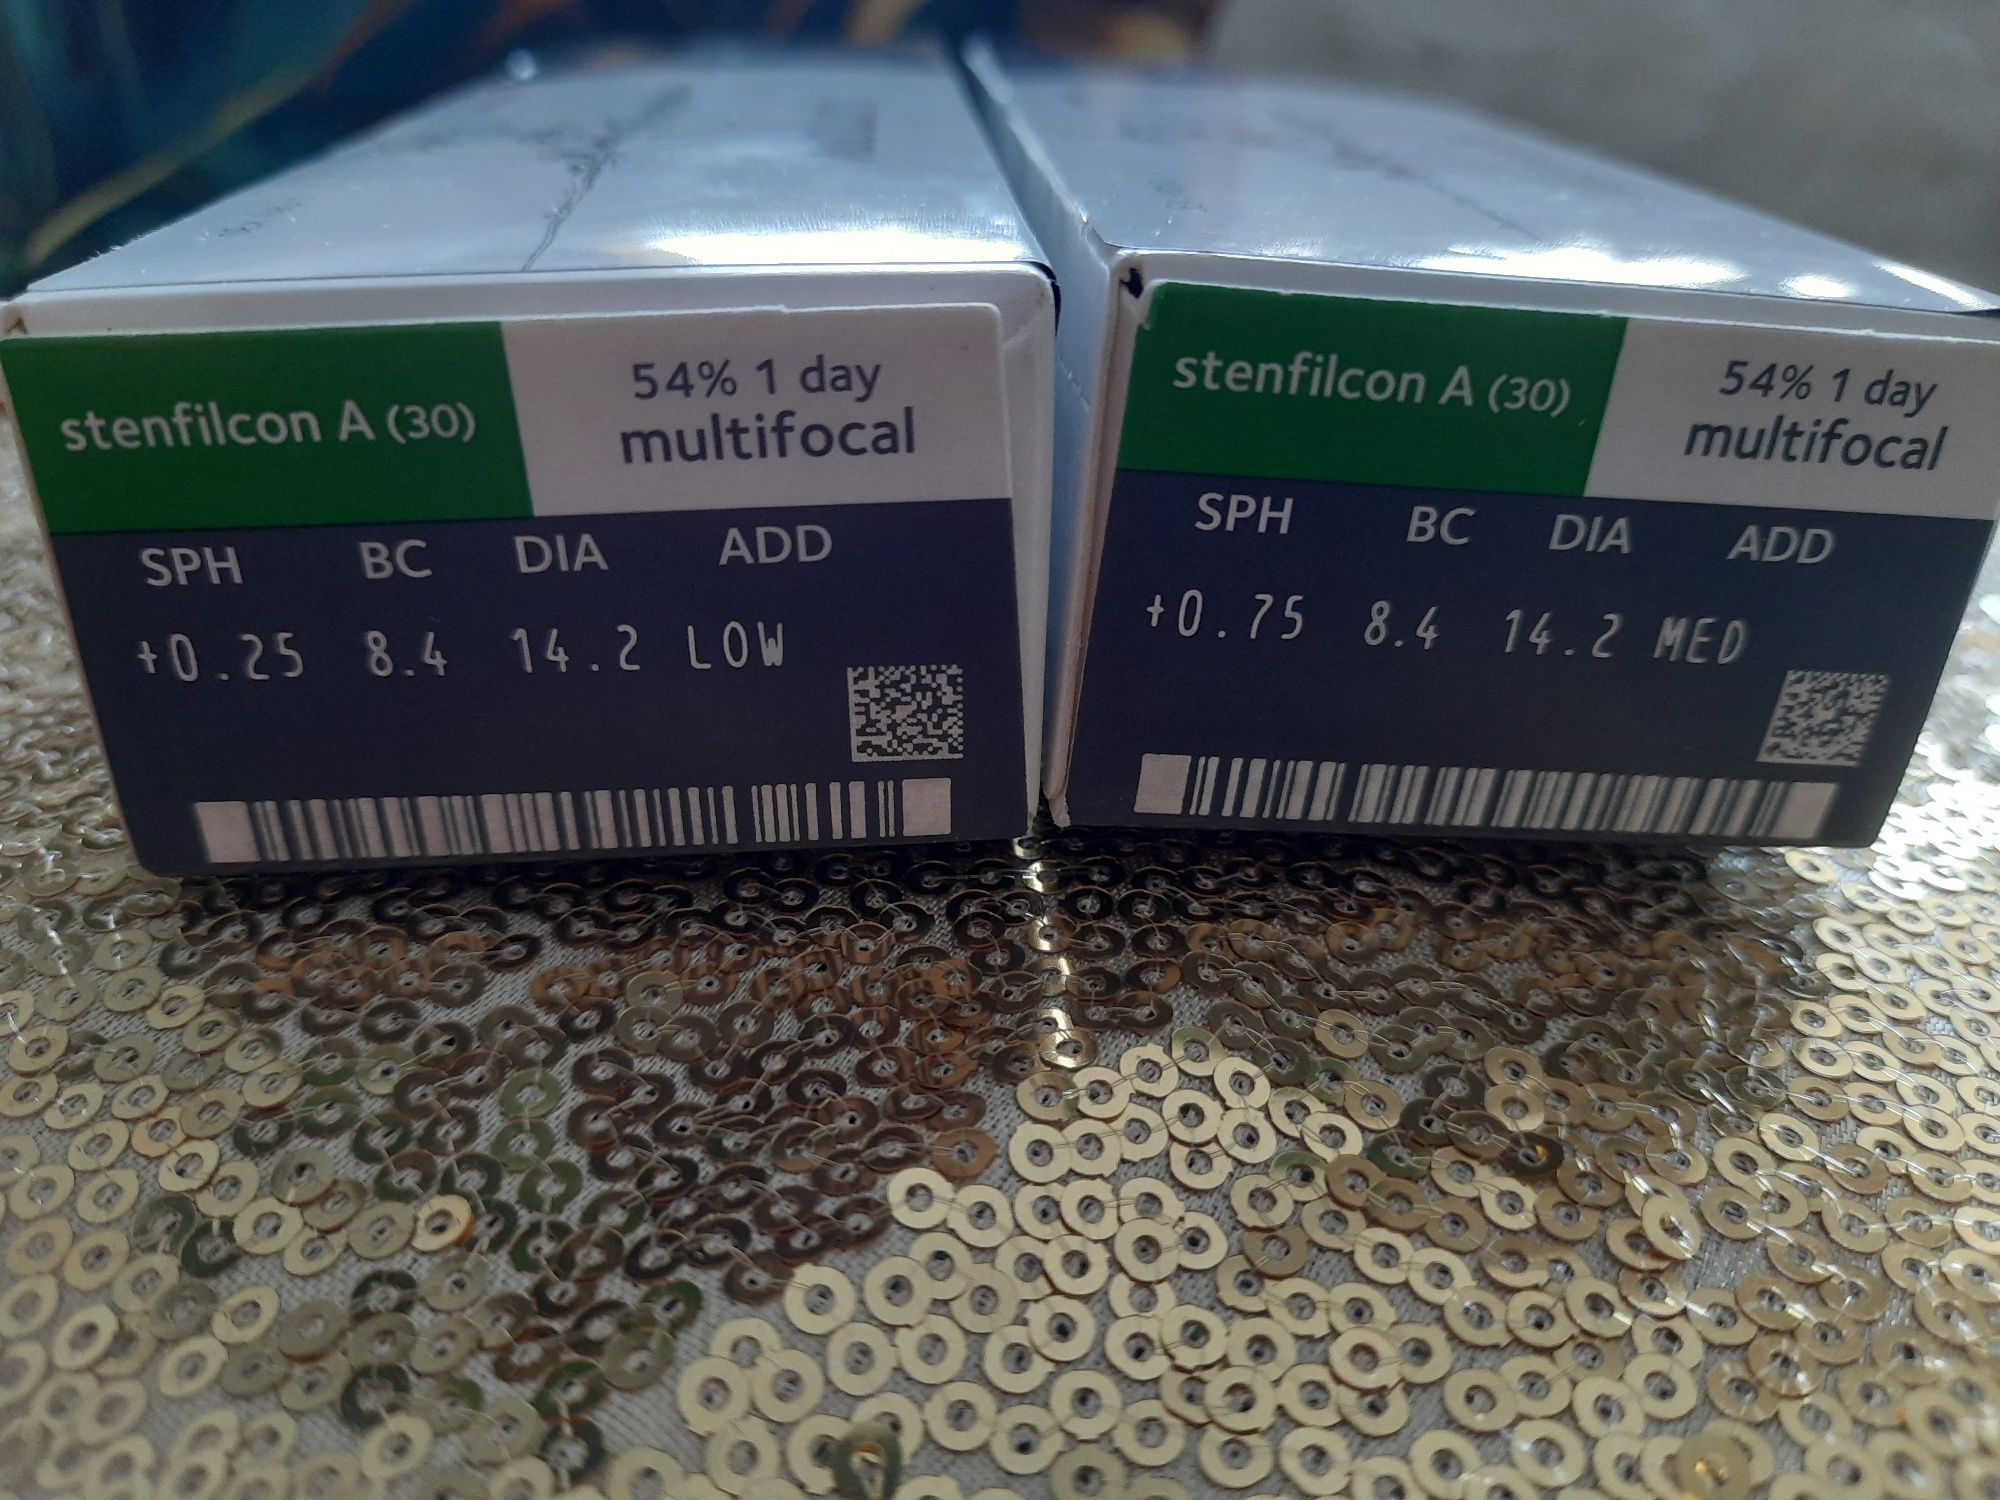 stenfilcon A (30)
54% 1 day
multifocal
SPH BC DIA ADD
+0.25 8.4 14.2 LOW
stenfilcon A (30)
54% 1 day
multifocal
SPH BC DIA ADD
+0.75 8.4 14.2 MED